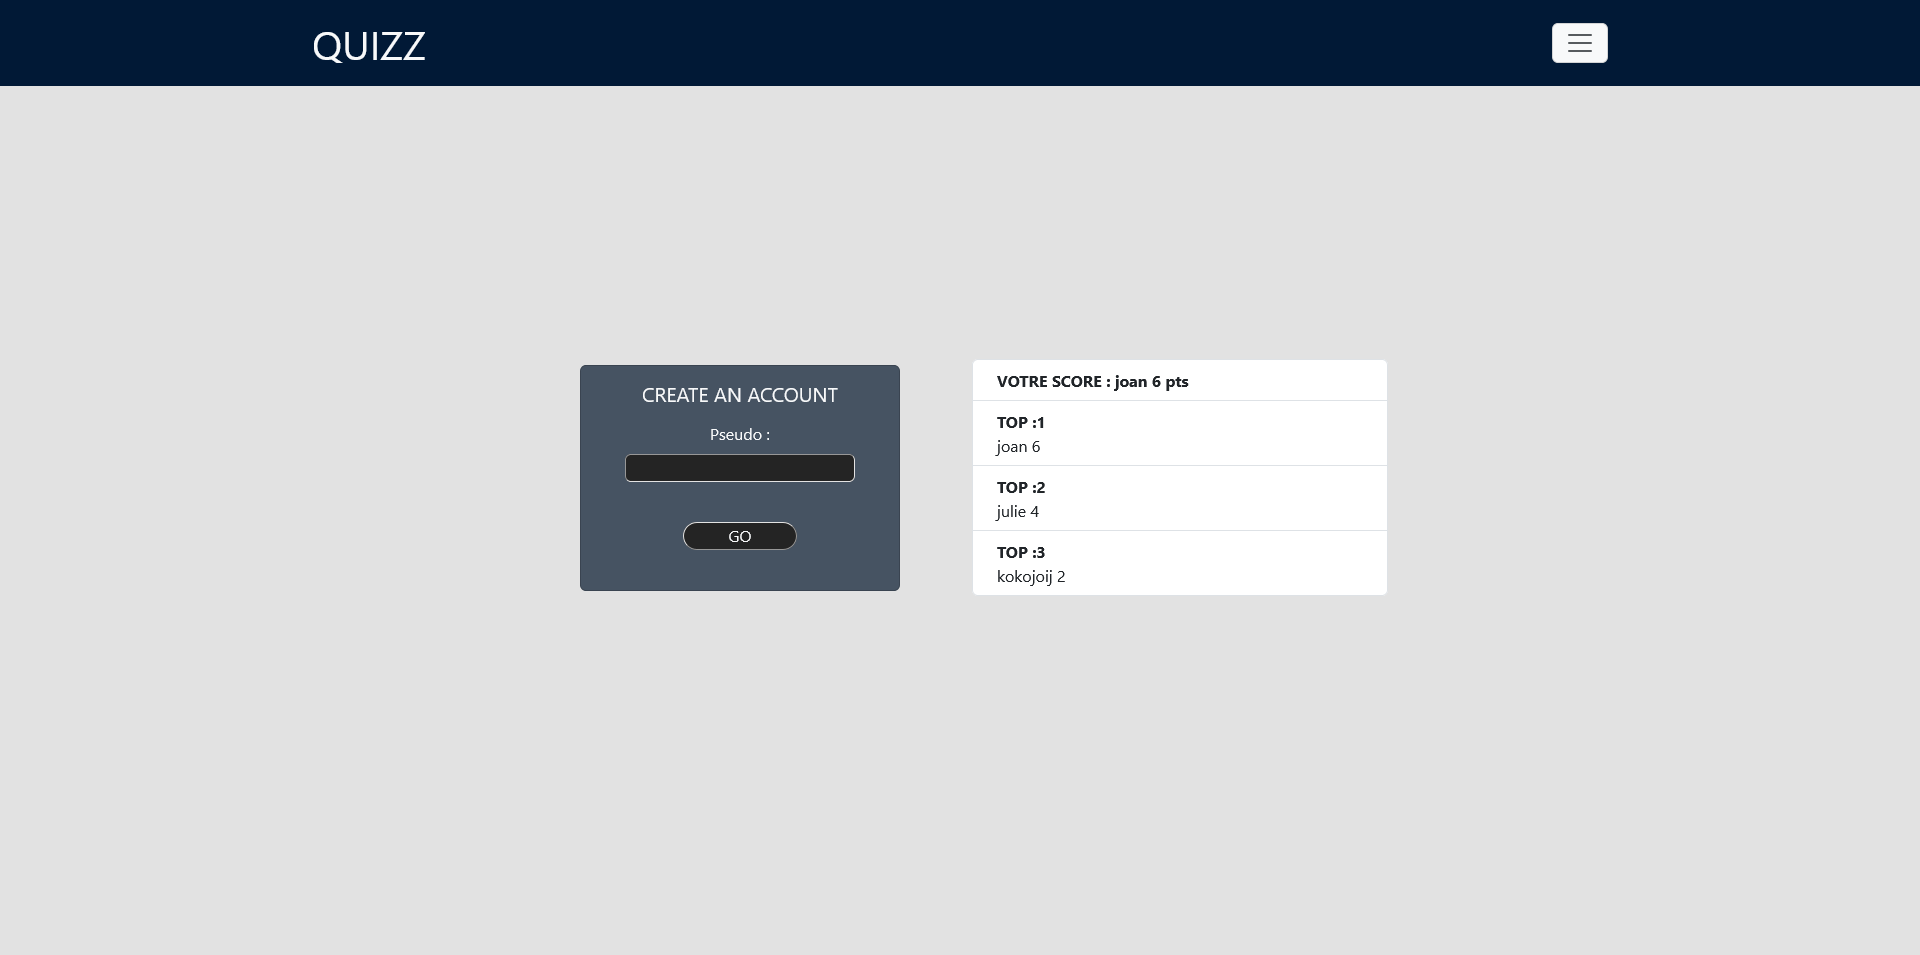 QUIZZ
CREATE AN ACCOUNT
Pseudo :
GO
VOTRE SCORE : joan 6 pts
TOP :1
joan 6
TOP :2
julie 4
TOP :3
kokojoij 2